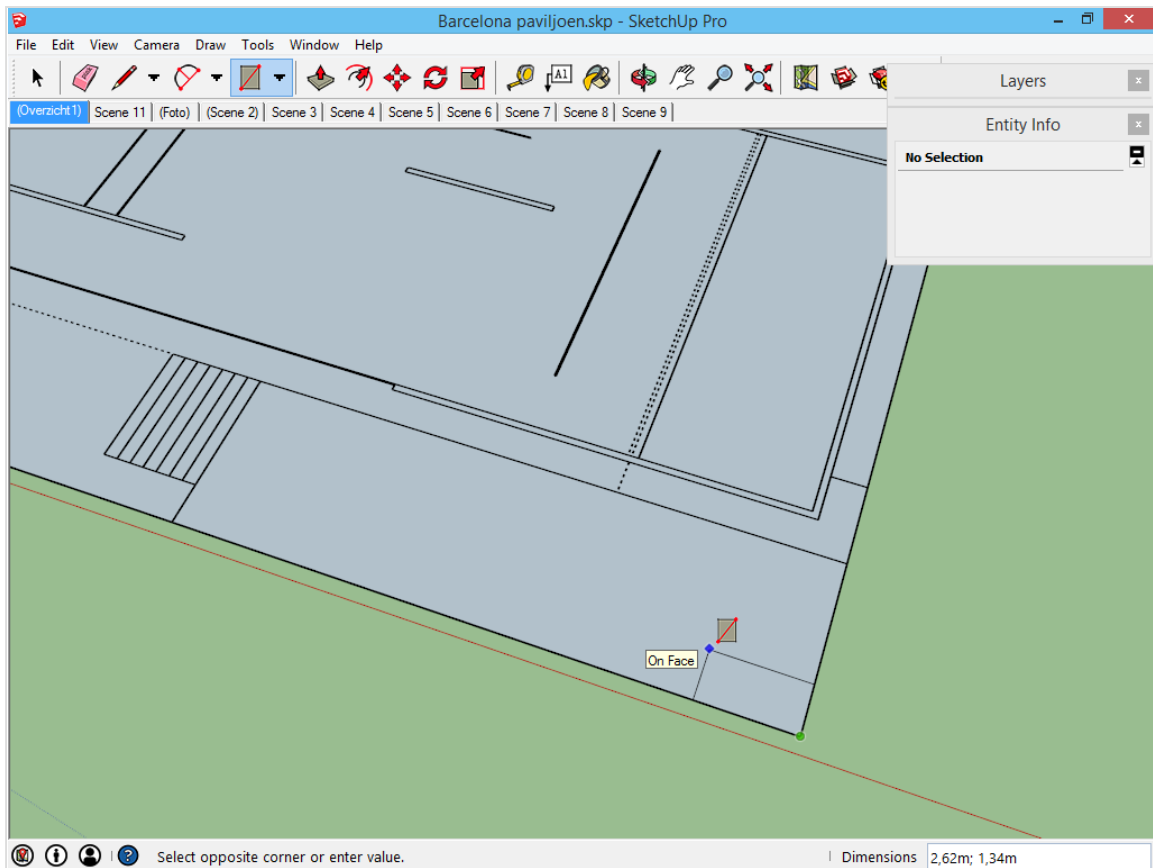 Barcelona paviljoen.skp - SketchUp Pro
File Edit View Camera Draw Tools Window Help
A1
Layers
(Overzicht1) Scene 11 (Foto) (Scene 2) Scene 3 Scene 4 Scene 5 Scene 6 Scene 7 Scene 8 Scene 9
Entity Info
No Selection
On Face
Select opposite corner or enter value.
Dimensions 2,62m; 1,34m